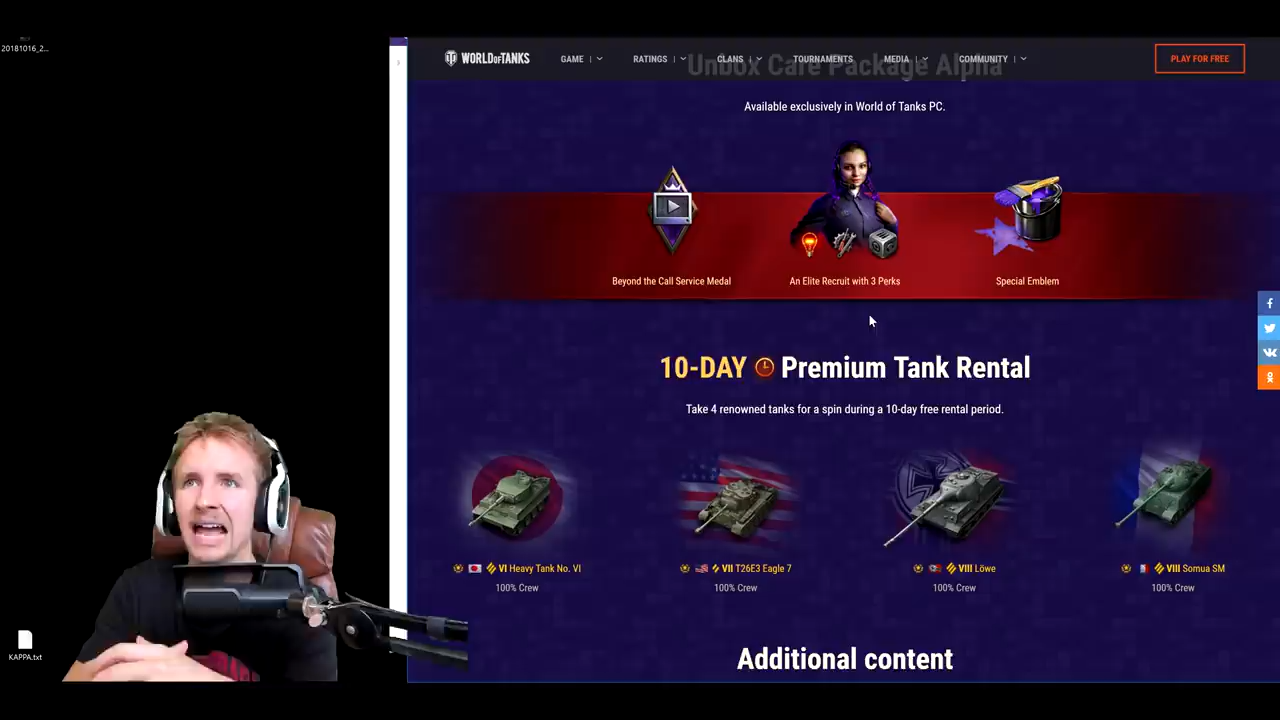 20181016_2...
WORLD OF TANKS
GAME
RATINGS
CLANS
TOURNAMENTS
MEDIA
COMMUNITY
PLAY FOR FREE
Unbox Care Package Alpha
Available exclusively in World of Tanks PC.
Beyond the Call Service Medal
An Elite Recruit with 3 Perks
Special Emblem
10-DAY Premium Tank Rental
Take 4 renowned tanks for a spin during a 10-day free rental period.
VI Heavy Tank No. VI
100% Crew
VII T26E3 Eagle 7
100% Crew
VIII Löwe
100% Crew
VIII Somua SM
100% Crew
Additional content
KAPPA.txt